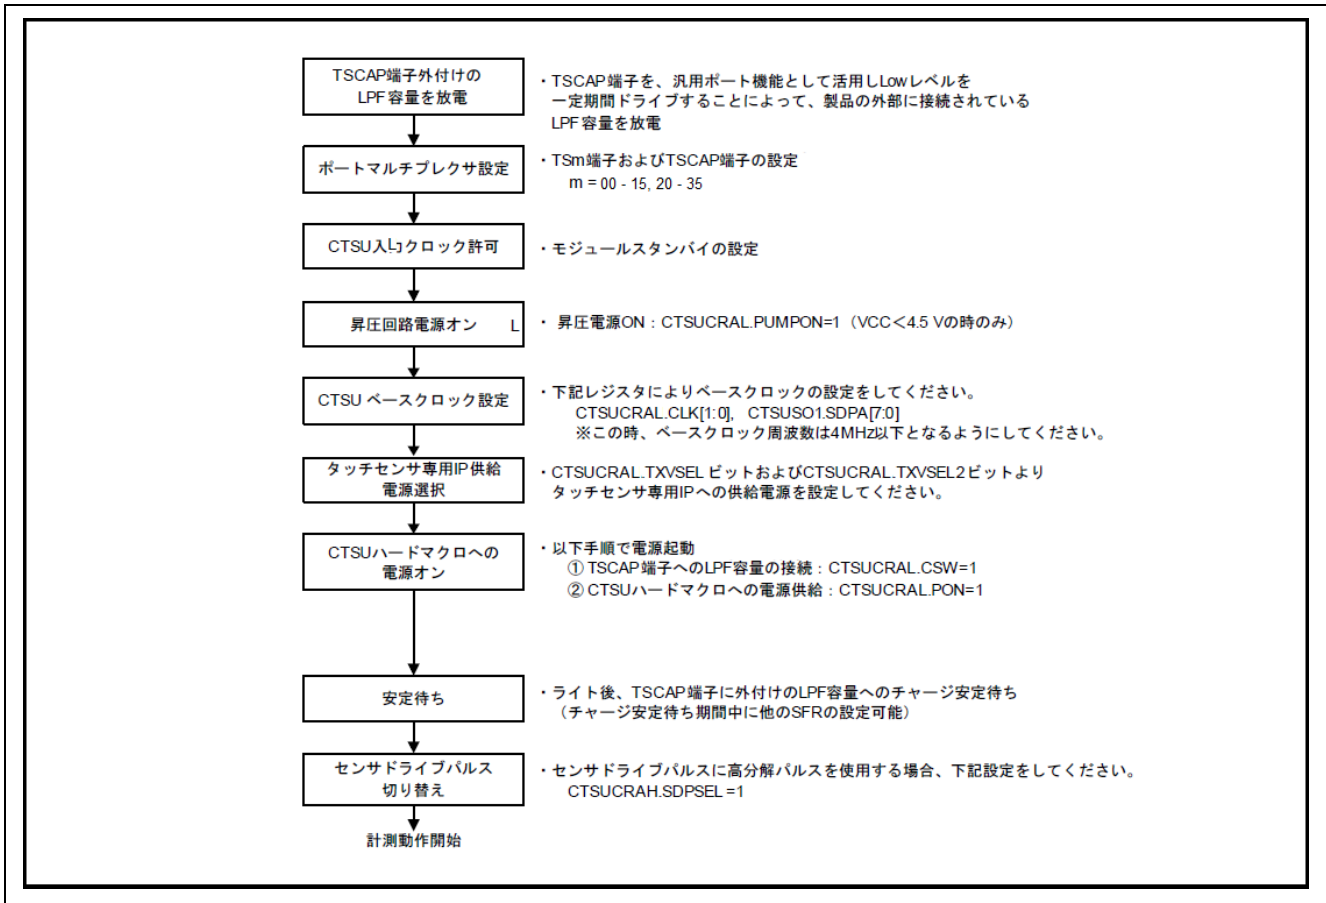 TSCAP端子外付けの
LPF容量を放電
・TSCAP端子を、汎用ポート機能として活用しLowレベルを
一定期間ドライブすることによって、製品の外部に接続されている
LPF容量を放電
ポートマルチプレクサ設定
・TSm端子およびTSCAP端子の設定
m = 00 - 15, 20 - 35
CTSU入 クロック許可
・モジュールスタンバイの設定
昇圧回路電源オン L
・ 昇圧電源ON：CTSUCRAL.PUMPON=1（VCC＜4.5 Vの時のみ）
CTSU ベースクロック設定
・下記レジスタによりベースクロックの設定をしてください。
CTSUCRAL.CLK[1:0], CTSUSO1.SDPA[7:0]
※この時、ベースクロック周波数は4MHz以下となるようにしてください。
タッチセンサ専用IP供給
電源選択
・CTSUCRAL.TXVSEL ビットおよびCTSUCRAL.TXVSEL2ビットより
タッチセンサ専用IPへの供給電源を設定してください。
CTSUハードマクロへの
電源オン
・以下手順で電源起動
① TSCAP端子へのLPF容量の接続：CTSUCRAL.CSW=1
② CTSUハードマクロへの電源供給：CTSUCRAL.PON=1
安定待ち
・ライト後、TSCAP端子に外付けのLPF容量へのチャージ安定待ち
（チャージ安定待ち期間中に他のSFRの設定可能）
センサドライブパルス
切り替え
・センサドライブパルスに高分解パルスを使用する場合、下記設定をしてください。
CTSUCRAH.SDPSEL =1
計測動作開始